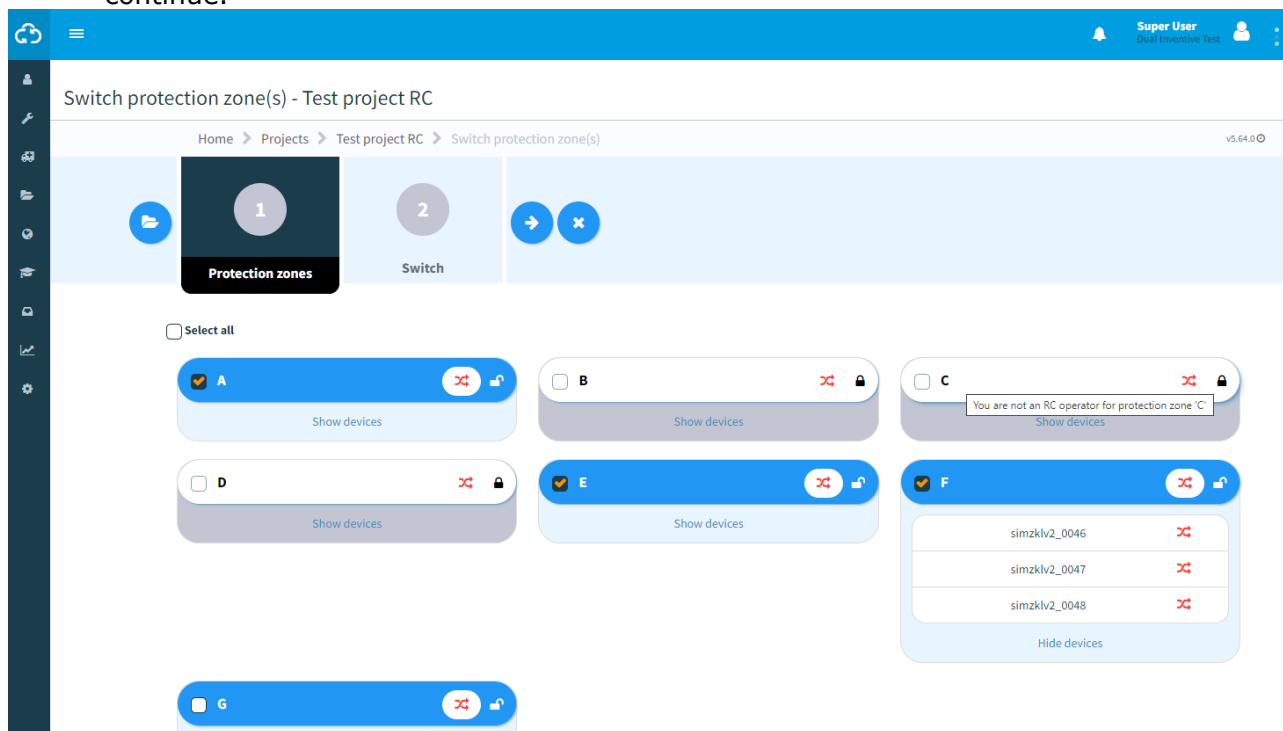 continue.
Super User
Dual Inventive Test
Switch protection zone(s) - Test project RC
Home > Projects > Test project RC > Switch protection zone(s)
v5.64.0
1
2
Protection zones
Switch
Select all
A
B
C
You are not an RC operator for protection zone 'C'
Show devices
Show devices
Show devices
D
E
F
Show devices
Show devices
simzklv2_0046
simzklv2_0047
simzklv2_0048
Hide devices
G